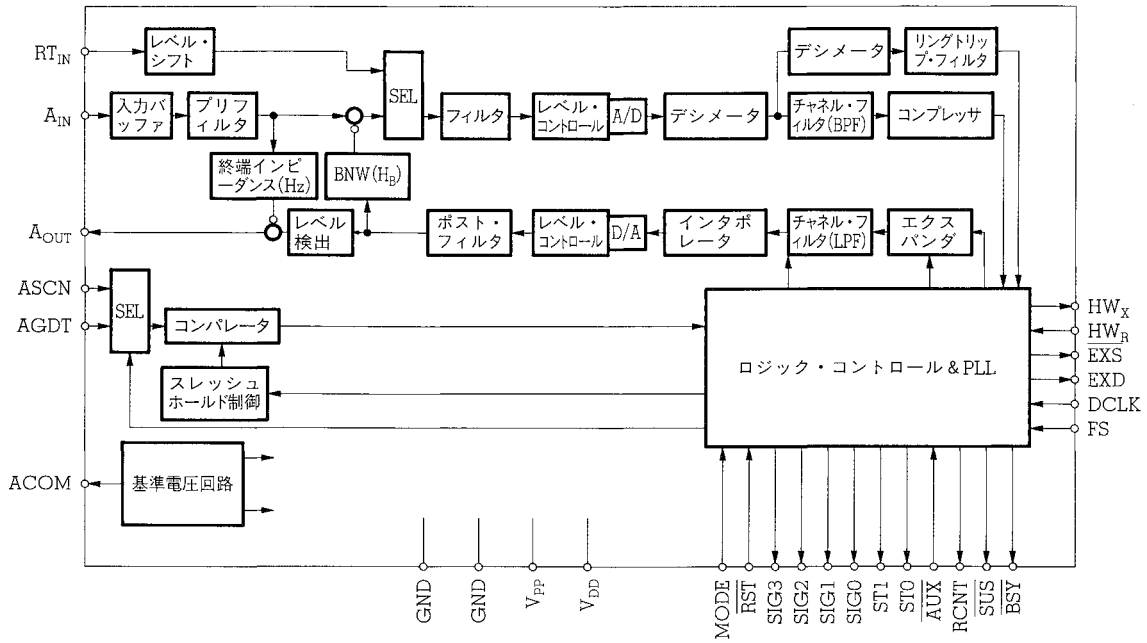 RTIN
レベル・
シフト
AIN
入力バ
ッファ
プリフ
ィルタ
SEL
フィルタ
レベル・
コントロール
A/D
デシメータ
デシメータ
リングトリッ
プ・フィルタ
チャネル・フ
ィルタ(BPF)
コンプレッサ
終端インピ
ーダンス(Hz)
BNW(HB)
AOUT
レベル
検出
ポスト・
フィルタ
レベル・
コントロール
D/A
インタポ
レータ
チャネル・フ
ィルタ(LPF)
エクス
パンダ
ASCN
AGDT
SEL
コンパレータ
スレッシュ
ホールド制御
ロジック・コントロール&PLL
HWX
HWR
EXS
EXD
DCLK
FS
ACOM
基準電圧回路
GND
GND
VPP
VDD
MODE
RST
SIG3
SIG2
SIG1
SIG0
ST1
ST0
AUX
RCNT
SUS
BSY